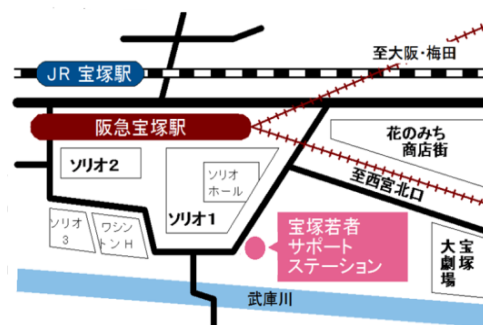 至大阪・梅田
JR 宝塚駅
阪急宝塚駅
花のみち
商店街
ソリオ2
ソリオ
ホール
至西宮北口
ソリオ1
ソリオ
3
ワシン
トンH
宝塚若者
サポート
ステーション
宝塚
大劇場
武庫川